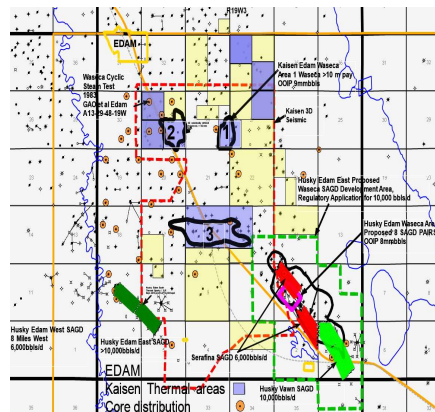 R19W3
EDAM
Waseca Cyclic
Steam Test
1983
GAO et al Edam
A13-29-48-19W
Kaisen Edam Waseca
Area 1 Waseca >10 m pay
OOIP 9mmbbls
Kaisen 3D
Seismic
2
1
Husky Edam East Proposed
Waseca SAGD Development Area,
Regulatory Application for
10,000 bbls/d
3
Husky Edam Waseca Area
Proposed 8 SAGD PAIRS
OOIP 8mmbbls
Husky Edam West SAGD
8 Miles West
6,000bbls/d
Husky Edam East SAGD
>10,000bbls/d
Serafina SAGD 6,000bbls/d
EDAM
Kaisen Thermal areas
Core distribution
Husky Vawn SAGD
10,000bbls/d